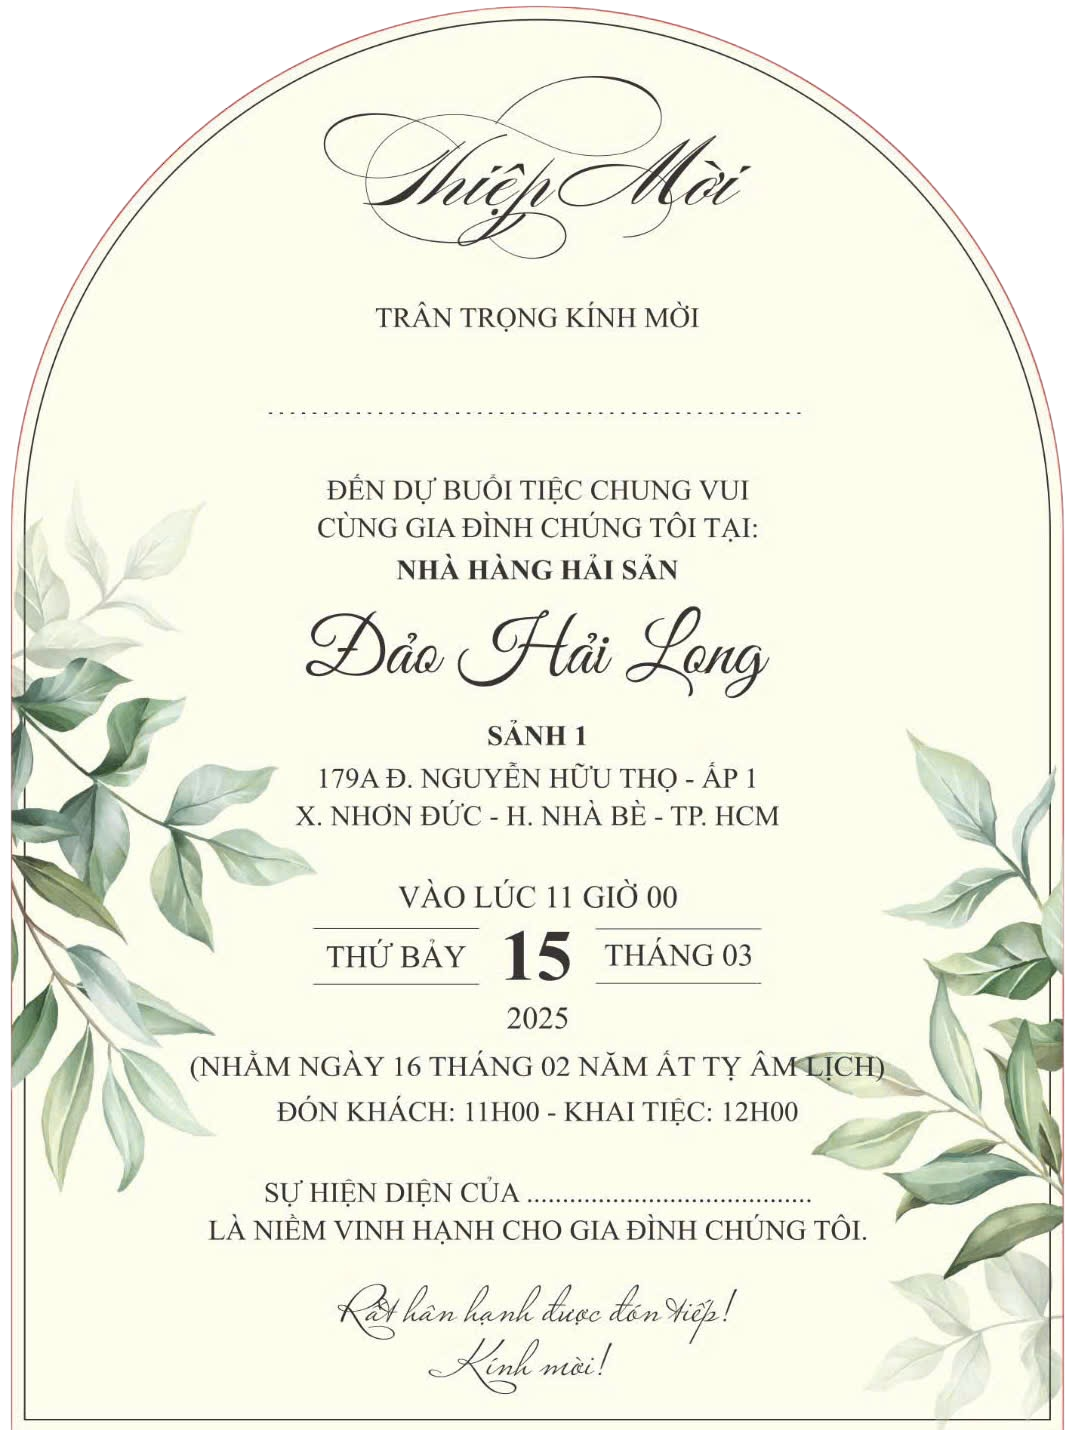 Thiệp Mời
TRÂN TRỌNG KÍNH MỜI
........................................................
ĐẾN DỰ BUỔI TIỆC CHUNG VUI
CÙNG GIA ĐÌNH CHÚNG TÔI TẠI:
NHÀ HÀNG HẢI SẢN
Đảo Hải Long
SẢNH 1
179A Đ. NGUYỄN HỮU THỌ - ẤP 1
X. NHƠN ĐỨC - H. NHÀ BÈ - TP. HCM
VÀO LÚC 11 GIỜ 00
THỨ BẢY 15 THÁNG 03
2025
(NHẰM NGÀY 16 THÁNG 02 NĂM ẤT TỴ ÂM LỊCH)
ĐÓN KHÁCH: 11H00 - KHAI TIỆC: 12H00
SỰ HIỆN DIỆN CỦA ........................................
LÀ NIỀM VINH HẠNH CHO GIA ĐÌNH CHÚNG TÔI.
Rất hân hạnh được đón tiếp!
Kính mời!